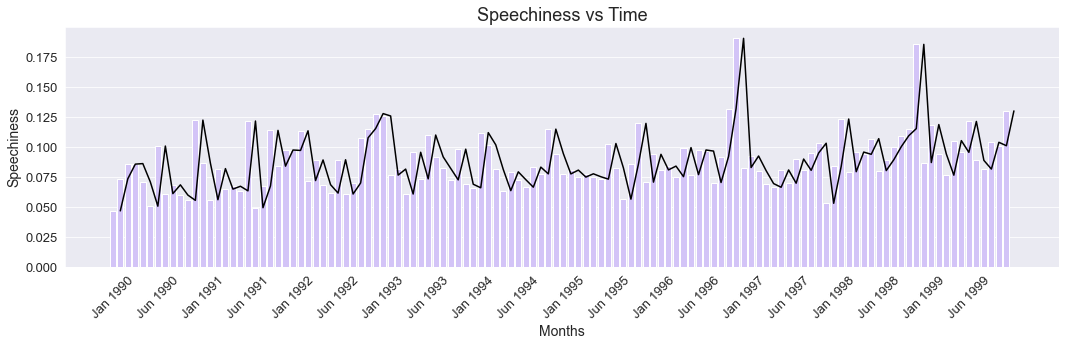 Speechiness vs Time
Speechiness
0.175
0.150
0.125
0.100
0.075
0.050
0.025
0.000
Jan 1990
Jun 1990
Jan 1991
Jun 1991
Jan 1992
Jun 1992
Jan 1993
Jun 1993
Jan 1994
Jun 1994
Jan 1995
Jun 1995
Jan 1996
Jun 1996
Jan 1997
Jun 1997
Jan 1998
Jun 1998
Jan 1999
Jun 1999
Months